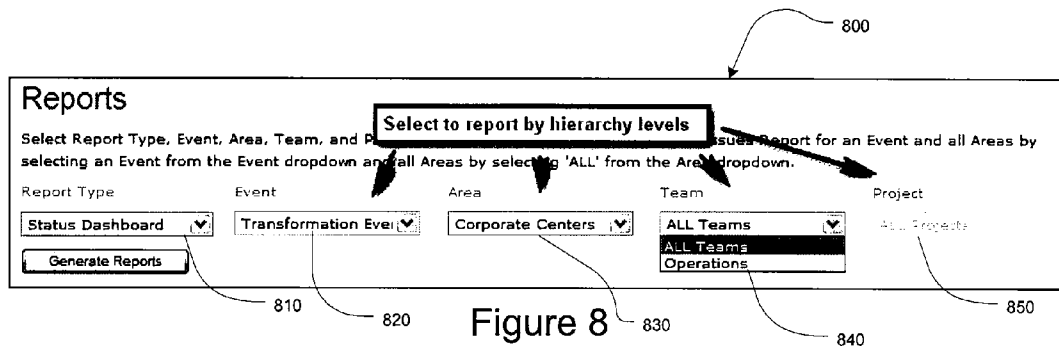 800
Reports
Select to report by hierarchy levels
Select Report Type, Event, Area, Team, and P ssues Report for an Event and all Areas by
selecting an Event from the Event dropdown and all Areas by selecting 'ALL' from the Area dropdown.
Report Type Event Area Team Project
Status Dashboard Transformation Eve Corporate Centers ALL Teams ALL Projects
ALL Teams
Generate Reports Operations
810 820 830 840 850
Figure 8